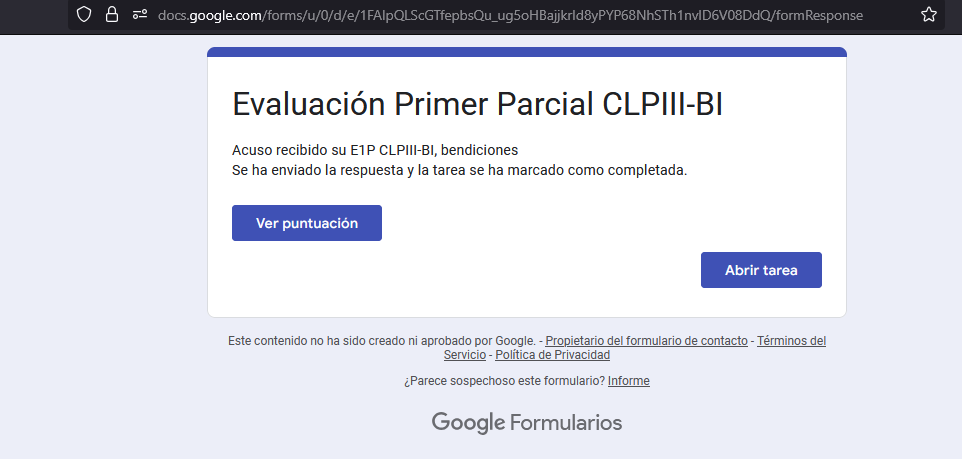 docs.google.com/forms/u/0/d/e/1FAIpQLScGTfepbsQu_ug5oHBajjkrId8yPYP68NhSTh1nvID6V08DdQ/formResponse
Evaluación Primer Parcial CLPIII-BI
Acuso recibido su E1P CLPIII-BI, bendiciones
Se ha enviado la respuesta y la tarea se ha marcado como completada.
Ver puntuación
Abrir tarea
Este contenido no ha sido creado ni aprobado por Google. - Propietario del formulario de contacto - Términos del
Servicio - Política de Privacidad
¿Parece sospechoso este formulario? Informe
Google Formularios